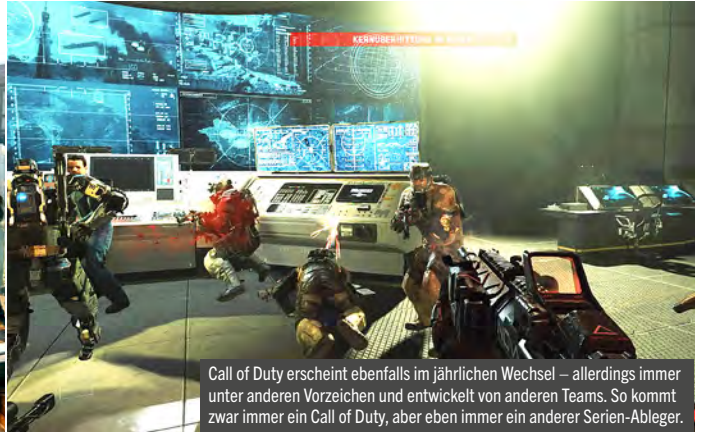 Call of Duty erscheint ebenfalls im jährlichen Wechsel – allerdings immer
unter anderen Vorzeichen und entwickelt von anderen Teams. So kommt
zwar immer ein Call of Duty, aber eben immer ein anderer Serien-Ableger.